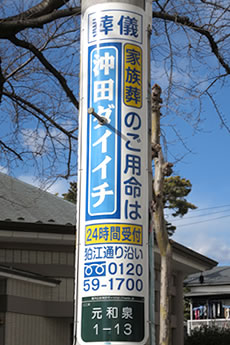 葬儀
家族葬のご用命は
沖田ダイイチ
24時間受付
狛江通り沿い
0120
59-1700
元和泉
1-13